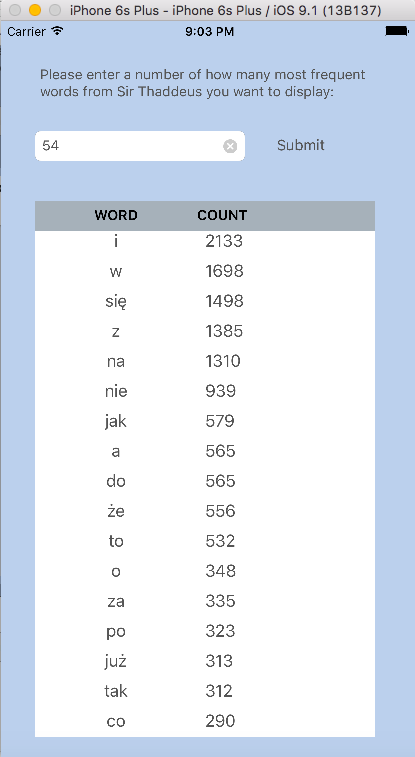 iPhone 6s Plus - iPhone 6s Plus / iOS 9.1 (13B137)
Carrier 9:03 PM
Please enter a number of how many most frequent
words from Sir Thaddeus you want to display:
54 Submit
WORD COUNT
i 2133
w 1698
się 1498
z 1385
na 1310
nie 939
jak 579
a 565
do 565
że 556
to 532
o 348
za 335
po 323
już 313
tak 312
co 290